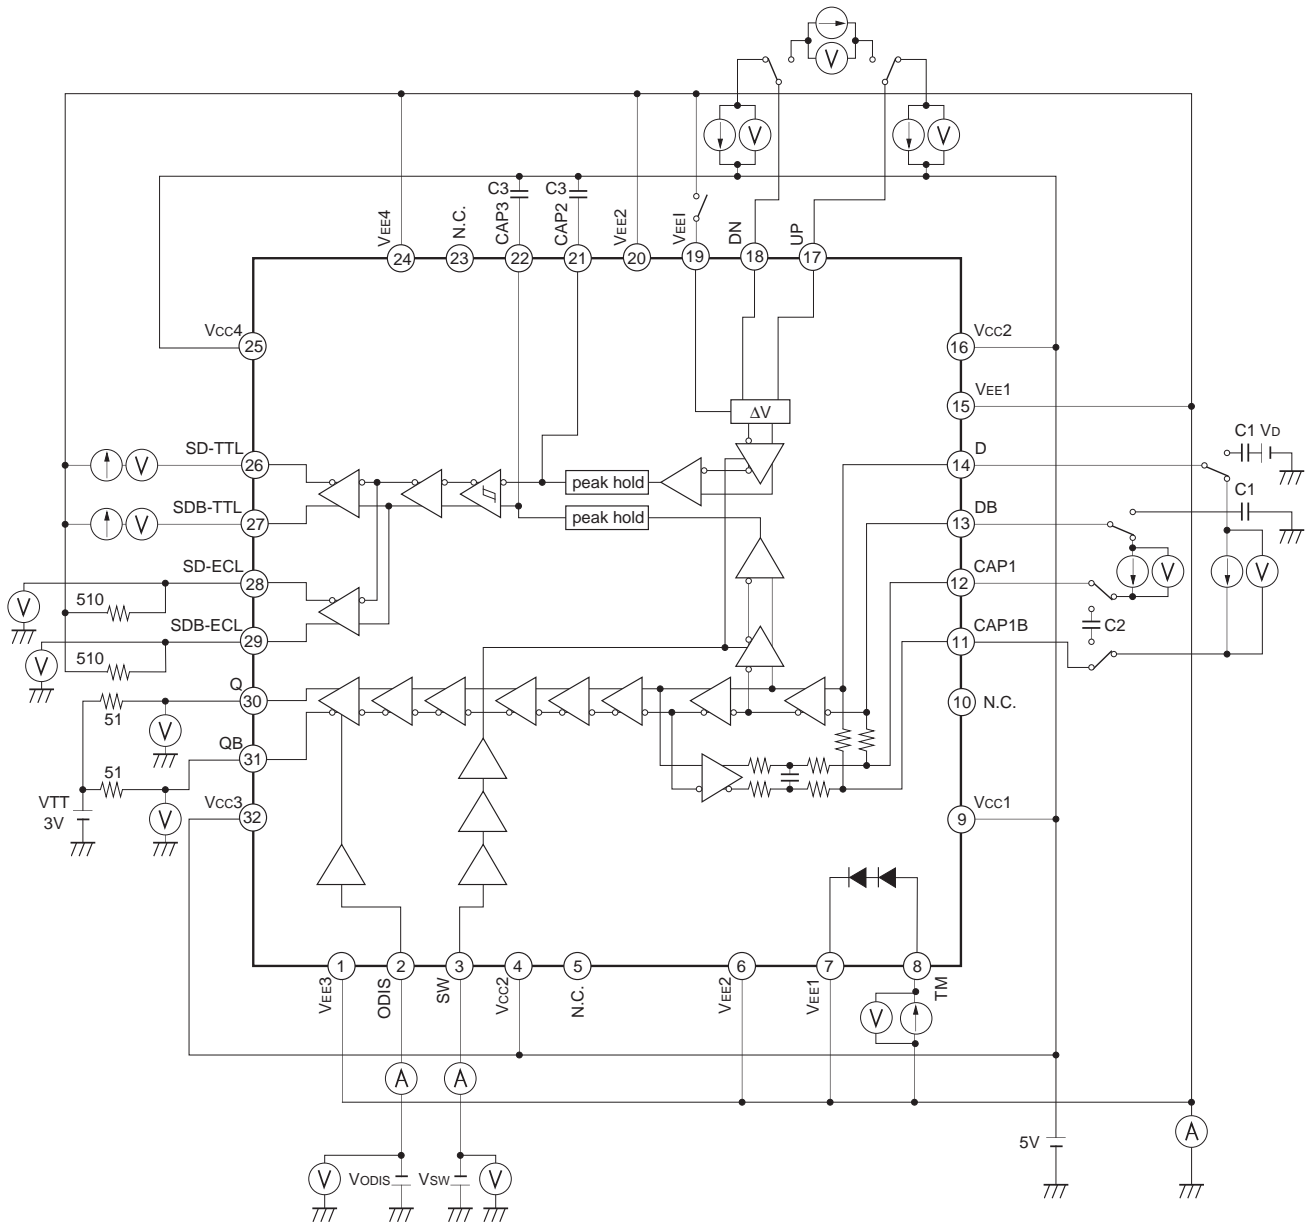 V
V
V
V
V
C3
C3
VEE4
N.C.
CAP3
CAP2
VEE2
VEEI
DN
UP
24
23
22
21
20
19
18
17
VCC4
25
VCC2
16
VEE1
15
ΔV
C1 VD
SD-TTL
V
26
D
14
peak hold
C1
SDB-TTL
V
27
peak hold
DB
13
V
V
SD-ECL
28
CAP1
12
V
510
C2
SDB-ECL
29
CAP1B
11
V
510
Q
30
10
N.C.
51
V
QB
31
51
VTT
3V
V
VCC3
32
VCC1
9
1
2
3
4
5
6
7
8
VEE3
ODIS
SW
VCC2
N.C.
VEE2
VEE1
TM
V
A
A
A
5V
V
VODIS
VSW
V